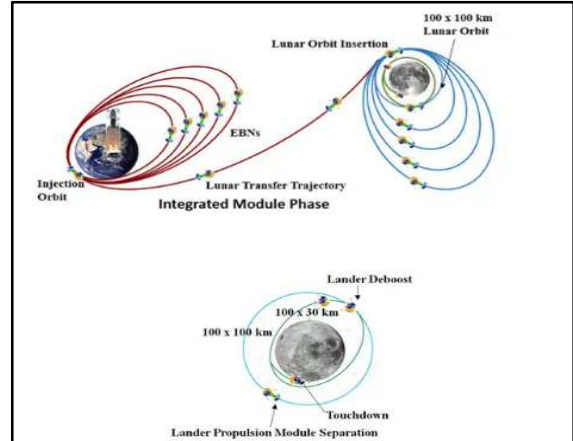 100 x 100 km
Lunar Orbit
Lunar Orbit Insertion
EBNs
Injection
Orbit
Lunar Transfer Trajectory
Integrated Module Phase
Lander Deboost
100 x 30 km
100 x 100 km
Touchdown
Lander Propulsion Module Separation